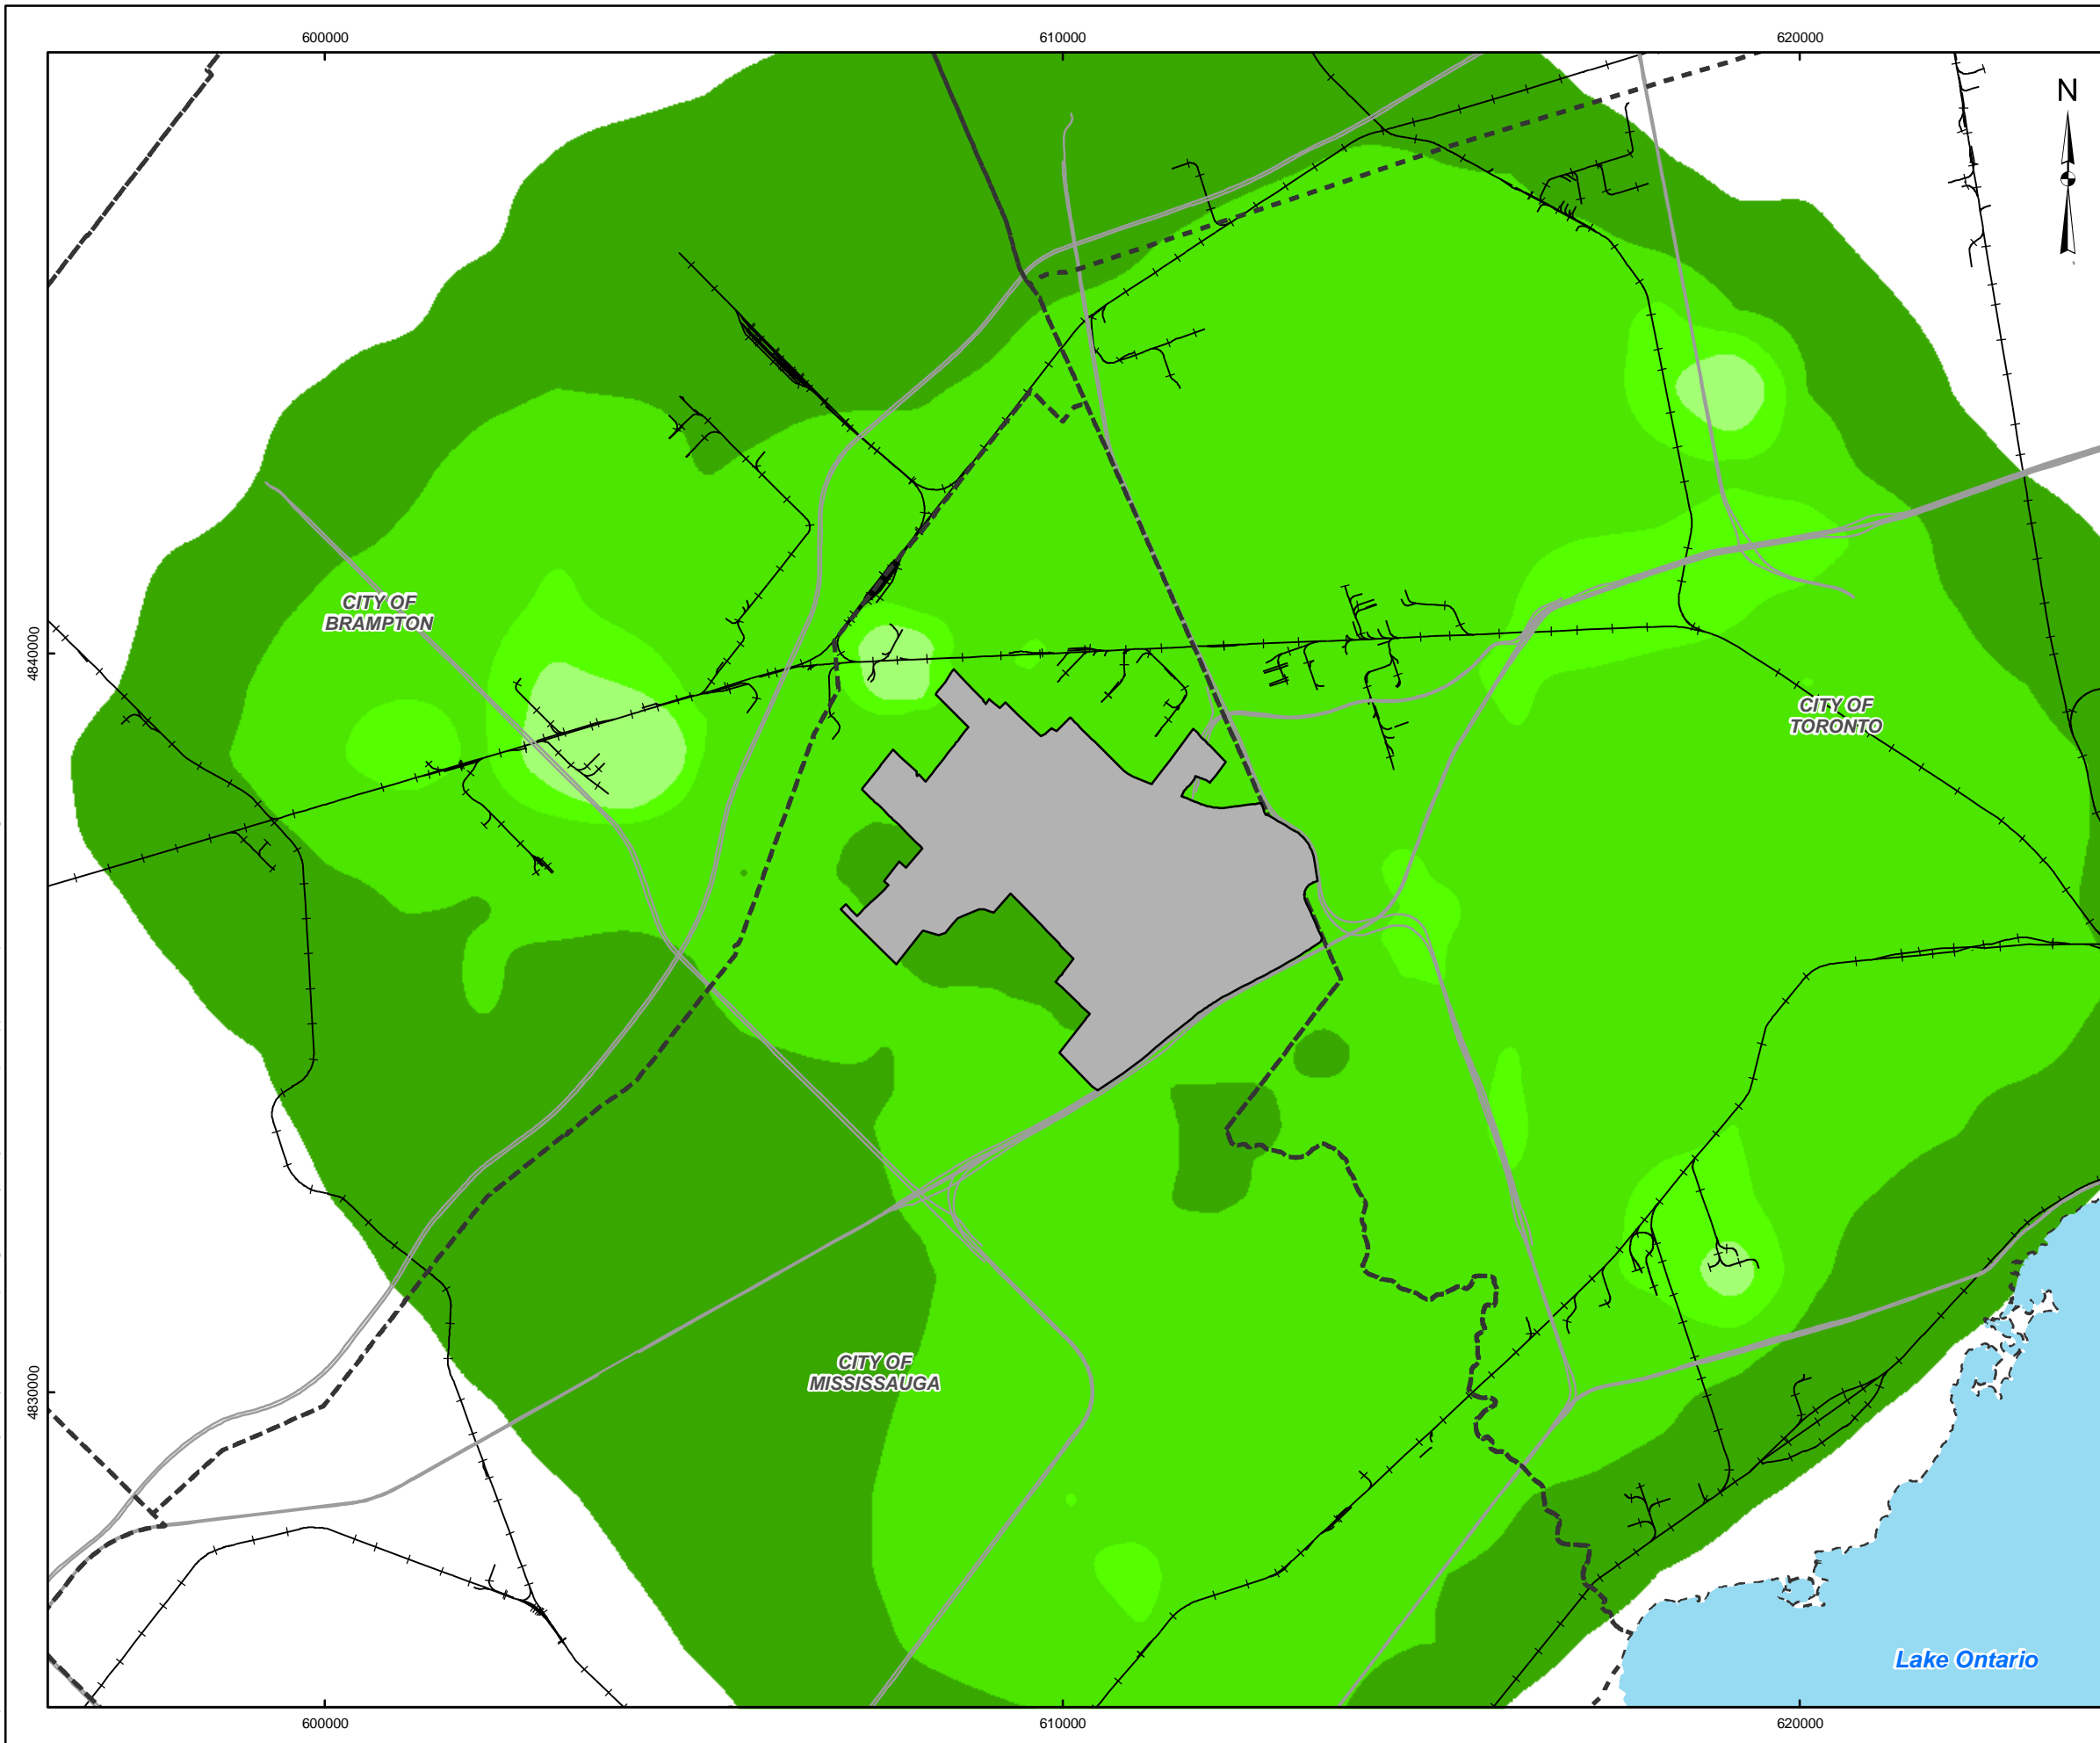 600000
610000
620000
N
CITY OF
BRAMPTON
4840000
CITY OF
TORONTO
CITY OF
MISSISSAUGA
4830000
Lake Ontario
600000
610000
620000